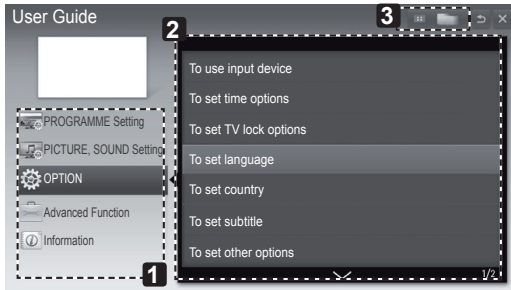 User Guide
3
2
To use input device
To set time options
PROGRAMME Setting
To set TV lock options
PICTURE, SOUND Setting
To set language
OPTION
To set country
Advanced Function
To set subtitle
Information
To set other options
1
1/2